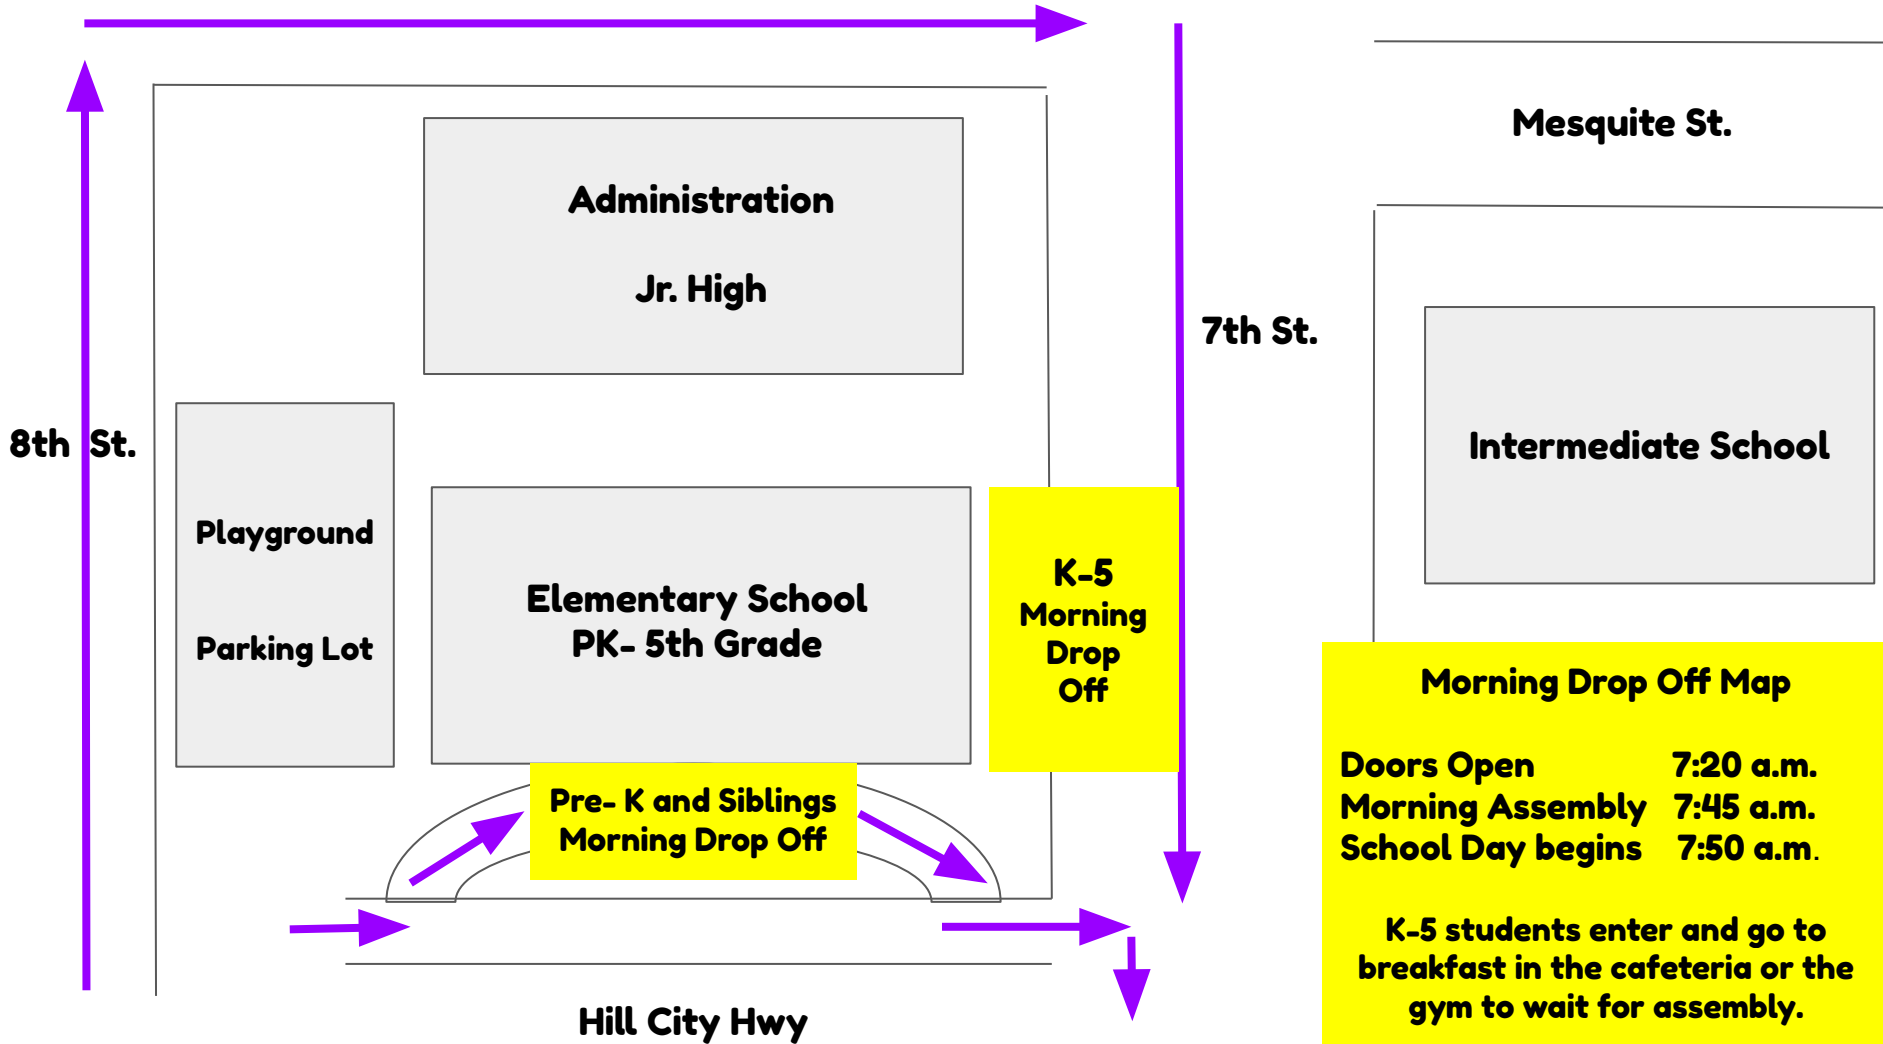 Mesquite St.
Administration
Jr. High
7th St.
8th St.
Intermediate School
Playground
Parking Lot
Elementary School
PK- 5th Grade
K-5
Morning
Drop
Off
Pre- K and Siblings
Morning Drop Off
Hill City Hwy
Morning Drop Off Map
Doors Open 7:20 a.m.
Morning Assembly 7:45 a.m.
School Day begins 7:50 a.m.
K-5 students enter and go to
breakfast in the cafeteria or the
gym to wait for assembly.